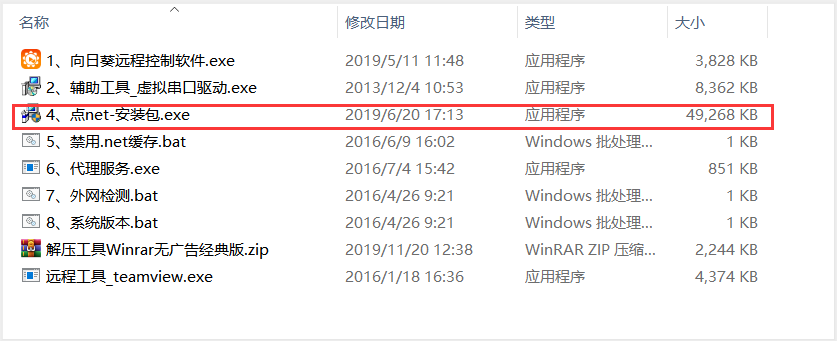 名称 修改日期 类型 大小
1、向日葵远程控制软件.exe 2019/5/11 11:48 应用程序 3,828 KB
2、辅助工具_虚拟串口驱动.exe 2013/12/4 10:53 应用程序 8,362 KB
4、点net-安装包.exe 2019/6/20 17:13 应用程序 49,268 KB
5、禁用.net缓存.bat 2016/6/9 16:02 Windows 批处理... 1 KB
6、代理服务.exe 2016/7/4 15:42 应用程序 851 KB
7、外网检测.bat 2016/4/26 9:21 Windows 批处理... 1 KB
8、系统版本.bat 2016/4/26 9:21 Windows 批处理... 1 KB
解压工具Winrar无广告经典版.zip 2019/11/20 12:38 WinRAR ZIP 压缩... 2,244 KB
远程工具_teamview.exe 2016/1/18 16:36 应用程序 4,374 KB